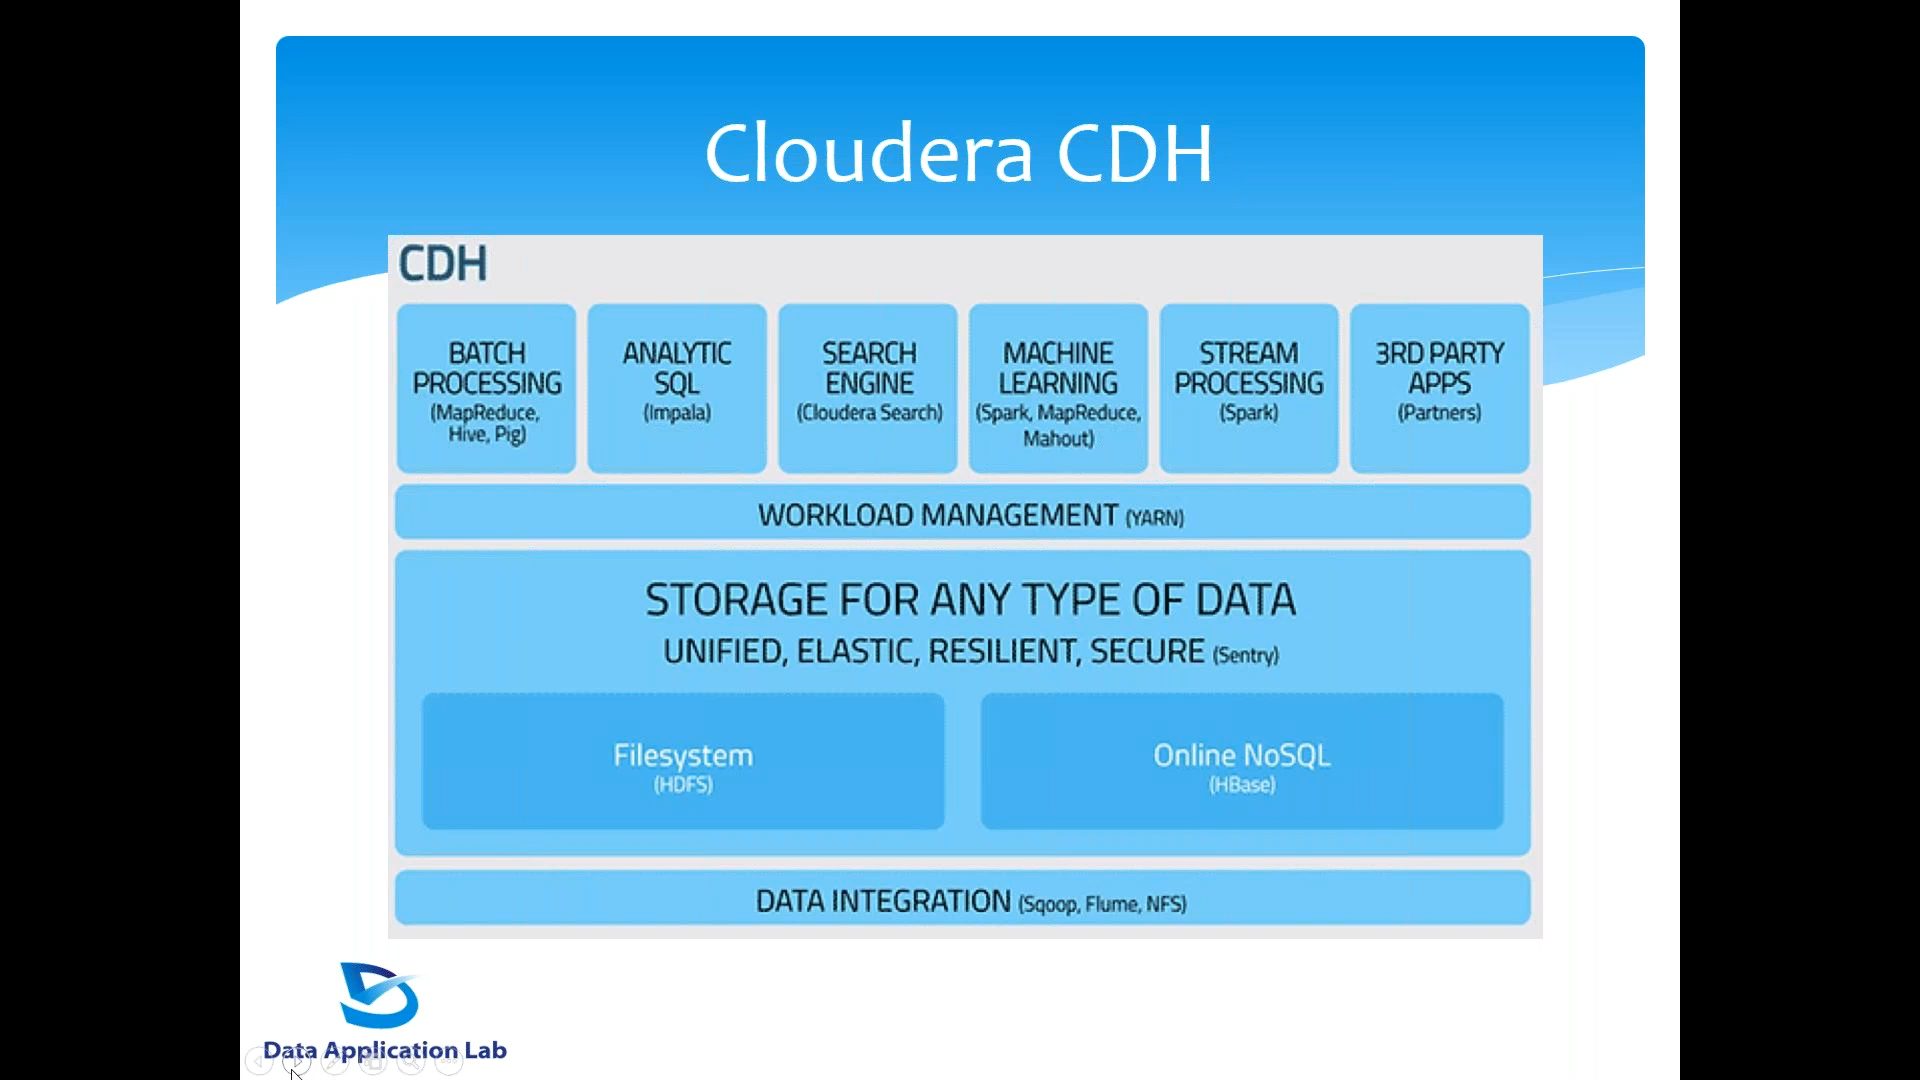 Cloudera CDH
CDH
BATCH
PROCESSING
(MapReduce,
Hive, Pig)
ANALYTIC
SQL
(Impala)
SEARCH
ENGINE
(Cloudera Search)
MACHINE
LEARNING
(Spark, MapReduce,
Mahout)
STREAM
PROCESSING
(Spark)
3RD PARTY
APPS
(Partners)
WORKLOAD MANAGEMENT (YARN)
STORAGE FOR ANY TYPE OF DATA
UNIFIED, ELASTIC, RESILIENT, SECURE (Sentry)
Filesystem
(HDFS)
Online NoSQL
(HBase)
DATA INTEGRATION (Sqoop, Flume, NFS)
Data Application Lab